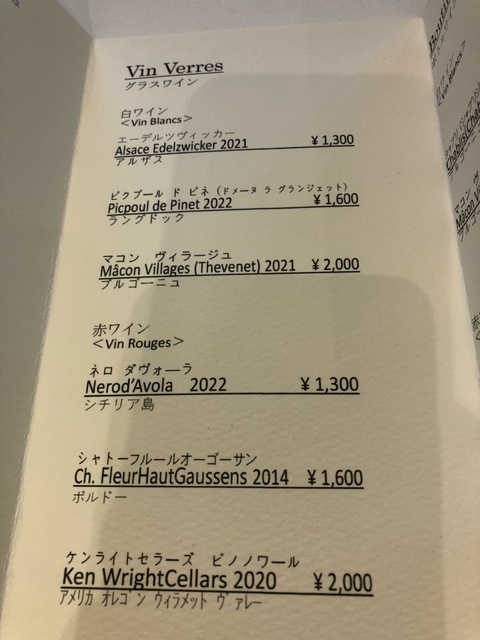 Vin Verres
グラスワイン
白ワイン
<Vin Blancs>
エーデルツヴィッカー
Alsace Edelzwicker 2021 ¥1,300
アルザス
ピクプール ド ピネ (ドメーヌ ラ グランジェット)
Picpoul de Pinet 2022 ¥1,600
ラングドック
マコン ヴィラージュ
Mâcon Villages (Thevenet) 2021 ¥2,000
ブルゴーニュ
赤ワイン
<Vin Rouges>
ネロ ダヴォーラ
Nerod'Avola 2022 ¥1,300
シチリア島
シャトーフルールオーゴーサン
Ch. FleurHautGaussens 2014 ¥1,600
ボルドー
ケンライトセラーズ ピノノワール
Ken WrightCellars 2020 ¥2,000
アメリカ オレゴン ウィラメット ヴァレー